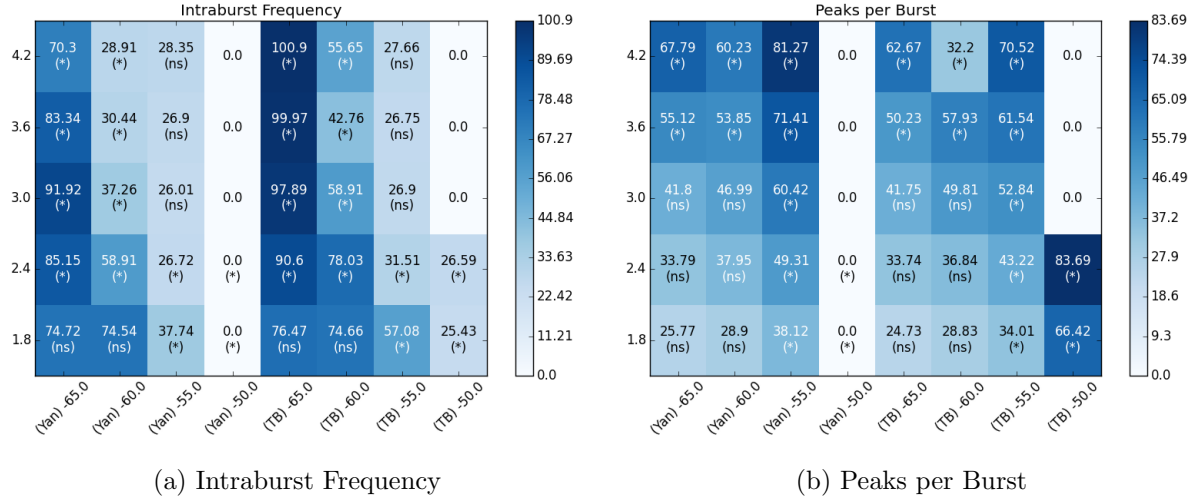 Intraburst Frequency
4.2
70.3 28.91 28.35 0.0 100.9 55.65 27.66 0.0
(*) (*) (ns) (*) (*) (ns)
3.6
83.34 30.44 26.9 0.0 99.97 42.76 26.75 0.0
(*) (*) (ns) (*) (*) (ns)
3.0
91.92 37.26 26.01 0.0 97.89 58.91 26.9 0.0
(*) (*) (ns) (*) (*) (ns)
2.4
85.15 58.91 26.72 0.0 90.6 78.03 31.51 26.59
(*) (*) (*) (*) (*) (*) (*) (*)
1.8
74.72 74.54 37.74 0.0 76.47 74.66 57.08 25.43
(ns) (ns) (*) (*) (ns) (ns) (*) (*)
(Yan) -65.0 (Yan) -60.0 (Yan) -55.0 (Yan) -50.0 (TB) -65.0 (TB) -60.0 (TB) -55.0 (TB) -50.0
100.9
89.69
78.48
67.27
56.06
44.84
33.63
22.42
11.21
0.0
(a) Intraburst Frequency
Peaks per Burst
4.2
67.79 60.23 81.27 0.0 62.67 32.2 70.52 0.0
(*) (*) (*) (*) (*) (*)
3.6
55.12 53.85 71.41 0.0 50.23 57.93 61.54 0.0
(*) (*) (*) (*) (*) (*)
3.0
41.8 46.99 60.42 0.0 41.75 49.81 52.84 0.0
(ns) (ns) (*) (ns) (ns) (*)
2.4
33.79 37.95 49.31 0.0 33.74 36.84 43.22 83.69
(ns) (ns) (*) (*) (ns) (ns) (*) (*)
1.8
25.77 28.9 38.12 0.0 24.73 28.83 34.01 66.42
(ns) (ns) (*) (*) (ns) (ns) (*) (*)
(Yan) -65.0 (Yan) -60.0 (Yan) -55.0 (Yan) -50.0 (TB) -65.0 (TB) -60.0 (TB) -55.0 (TB) -50.0
83.69
74.39
65.09
55.79
46.49
37.2
27.9
18.6
9.3
0.0
(b) Peaks per Burst